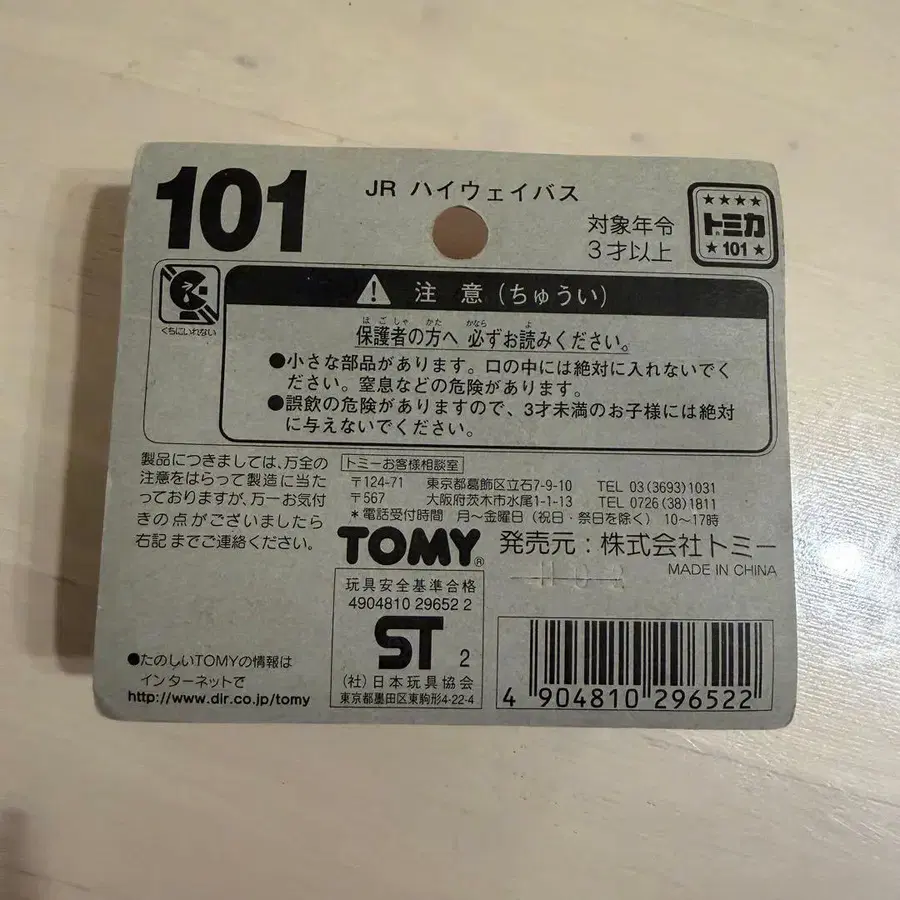 101
JR ハイウェイバス
対象年令
3才以上
トミカ
101
くちにいれない
注 意 (ちゅうい)
ほ ご しゃ かた かなら よ
保護者の方へ 必ずお読みください。
●小さな部品があります。口の中には絶対に入れないでく
ださい。窒息などの危険があります。
●誤飲の危険がありますので、3才未満のお子様には絶対
に与えないでください。
製品につきましては、万全の
注意をはらって製造に当た
っておりますが、万一お気付
きの点がございましたら
右記までご連絡ください。
トミーお客様相談室
〒124-71 東京都葛飾区立石7-9-10 TEL 03(3693)1031
〒567 大阪府茨木市水尾1-1-13 TEL 0726(38)1811
*電話受付時間 月~金曜日(祝日・祭日を除く) 10~17時
TOMY® 発売元:株式会社トミー
MADE IN CHINA
玩具安全基準合格
4904810 29652 2
ST 2
(社)日本玩具協会
東京都墨田区東駒形4-22-4
●たのしいTOMYの情報は
インターネットで
http://www.dir.co.jp/tomy
4 904810 296522